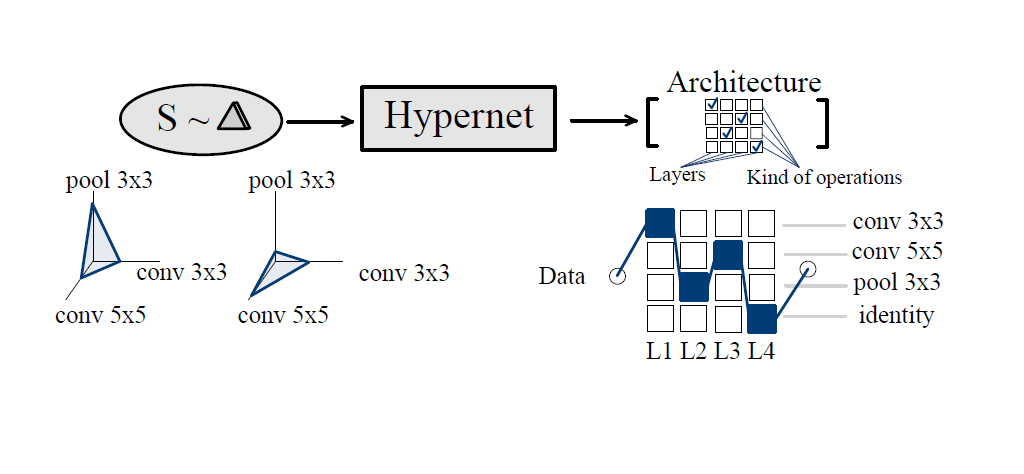 Architecture
S ~ Δ
Hypernet
Layers
Kind of operations
pool 3x3
conv 3x3
conv 5x5
pool 3x3
conv 3x3
conv 5x5
Data
conv 3x3
conv 5x5
pool 3x3
identity
L1 L2 L3 L4